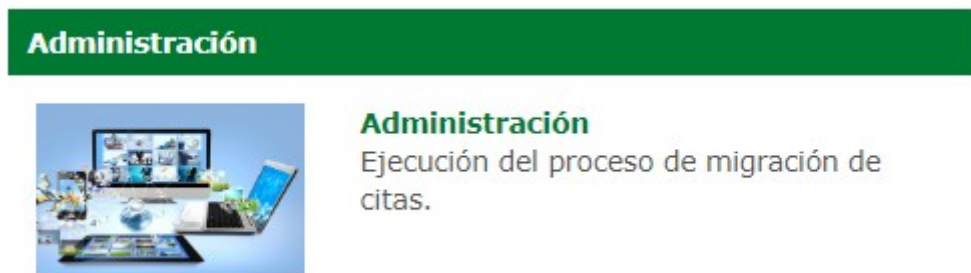 Administración
Administración
Ejecución del proceso de migración de
citas.